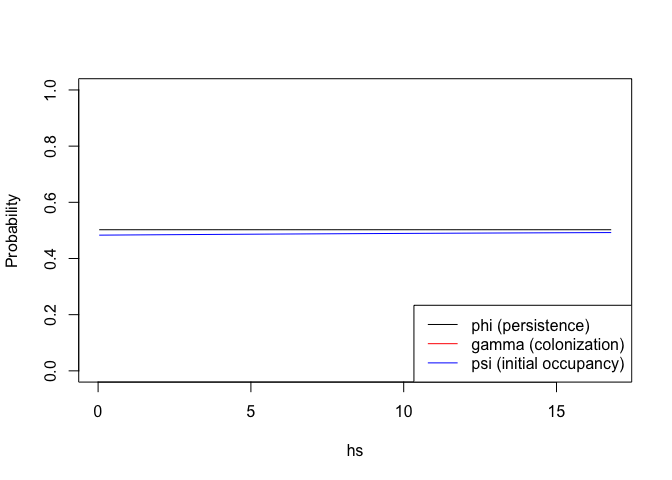 1.0
0.8
0.6
0.4
0.2
0.0
Probability
phi (persistence)
gamma (colonization)
psi (initial occupancy)
0 5 10 15
hs